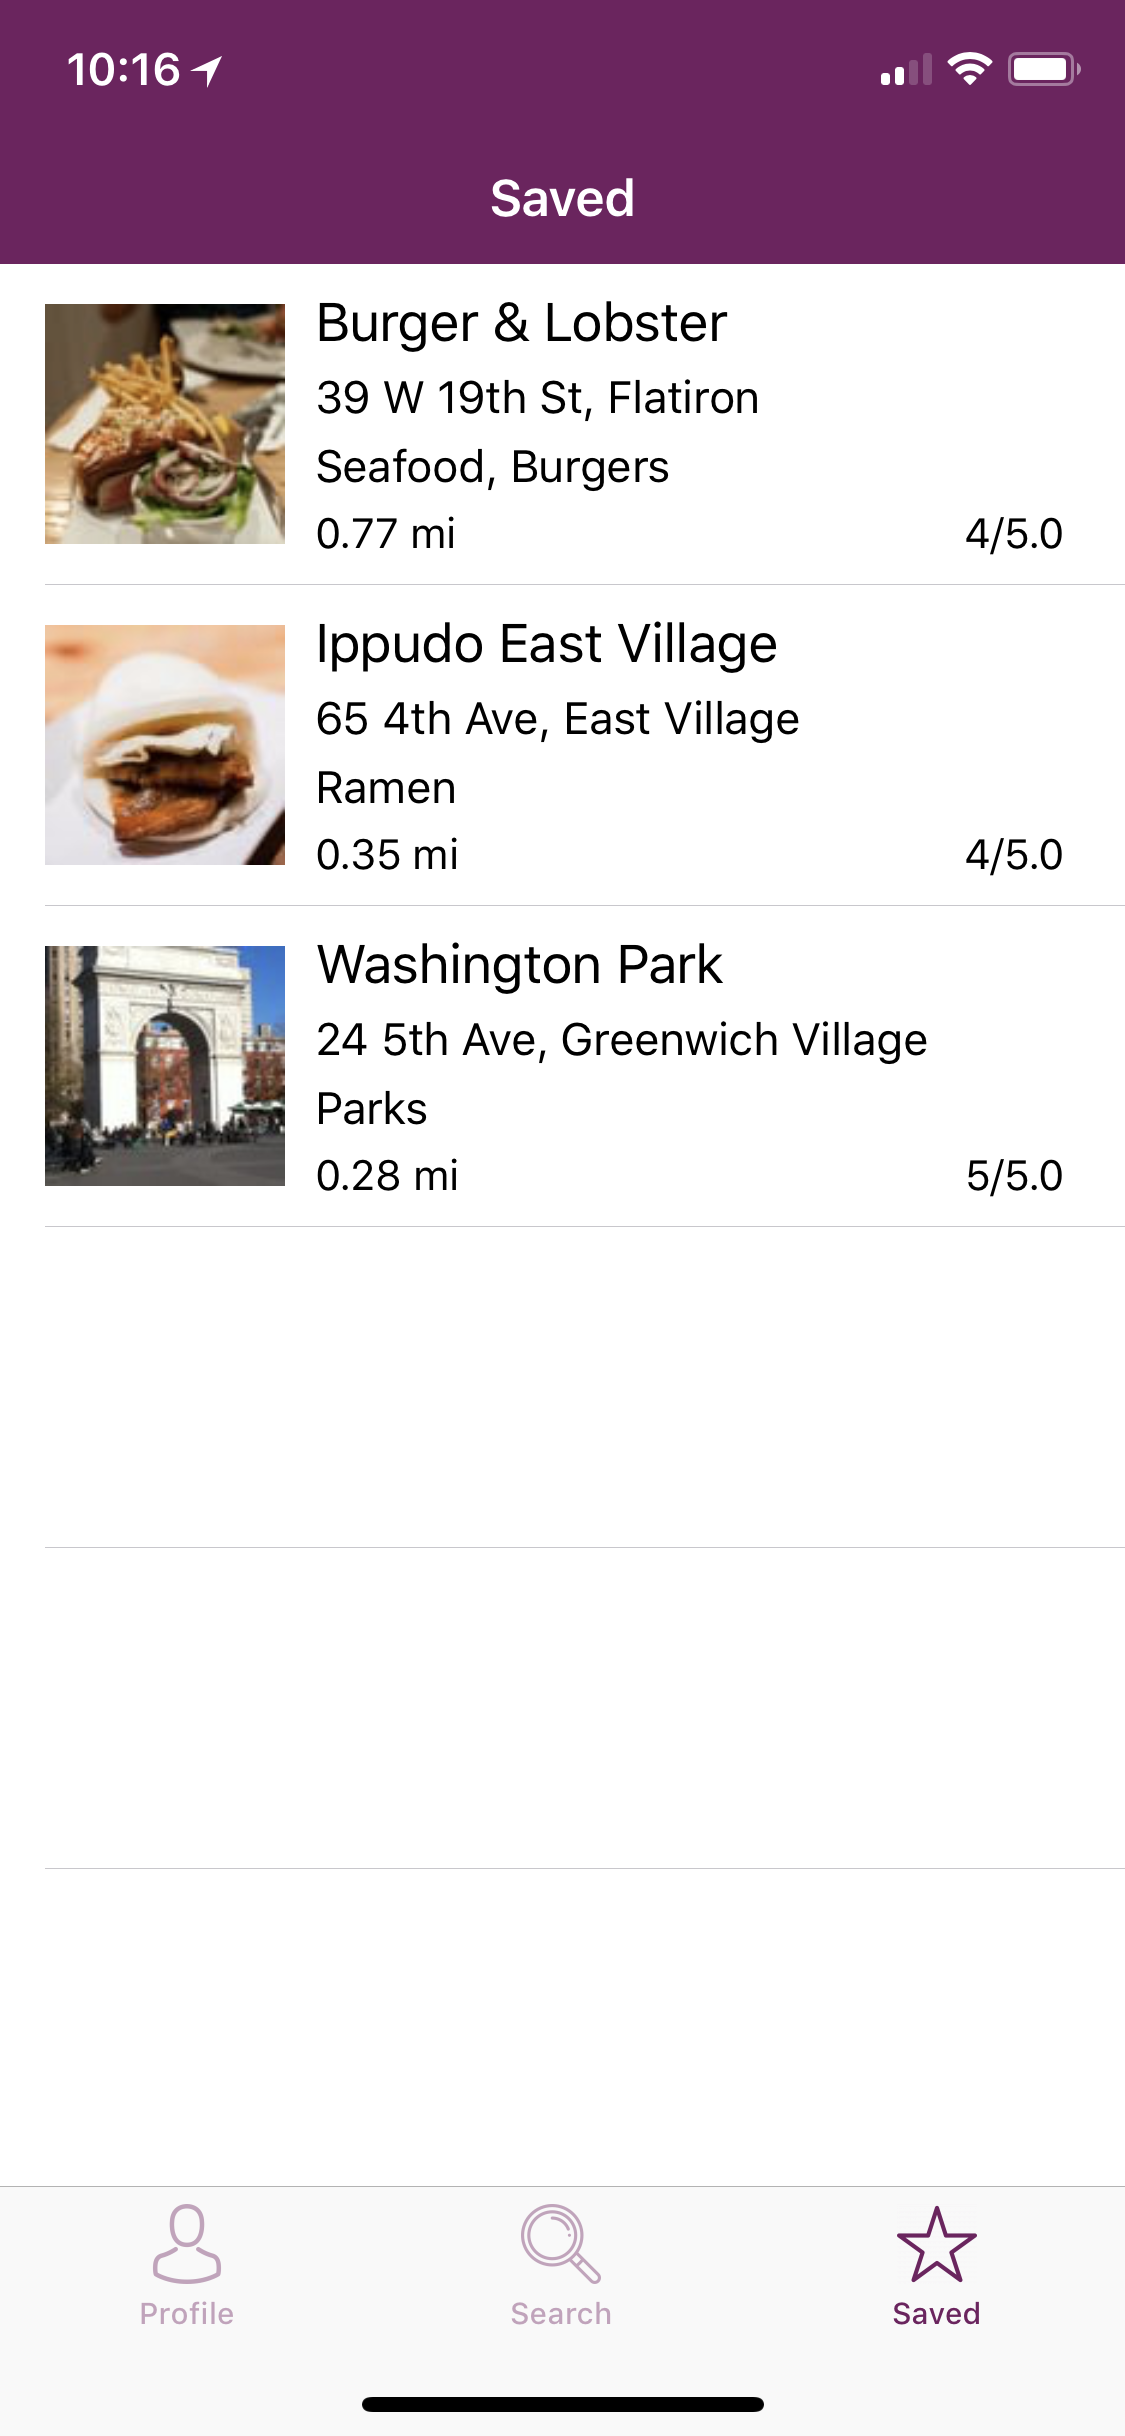 10:16
Saved
Burger & Lobster
39 W 19th St, Flatiron
Seafood, Burgers
0.77 mi 4/5.0
Ippudo East Village
65 4th Ave, East Village
Ramen
0.35 mi 4/5.0
Washington Park
24 5th Ave, Greenwich Village
Parks
0.28 mi 5/5.0
Profile Search Saved